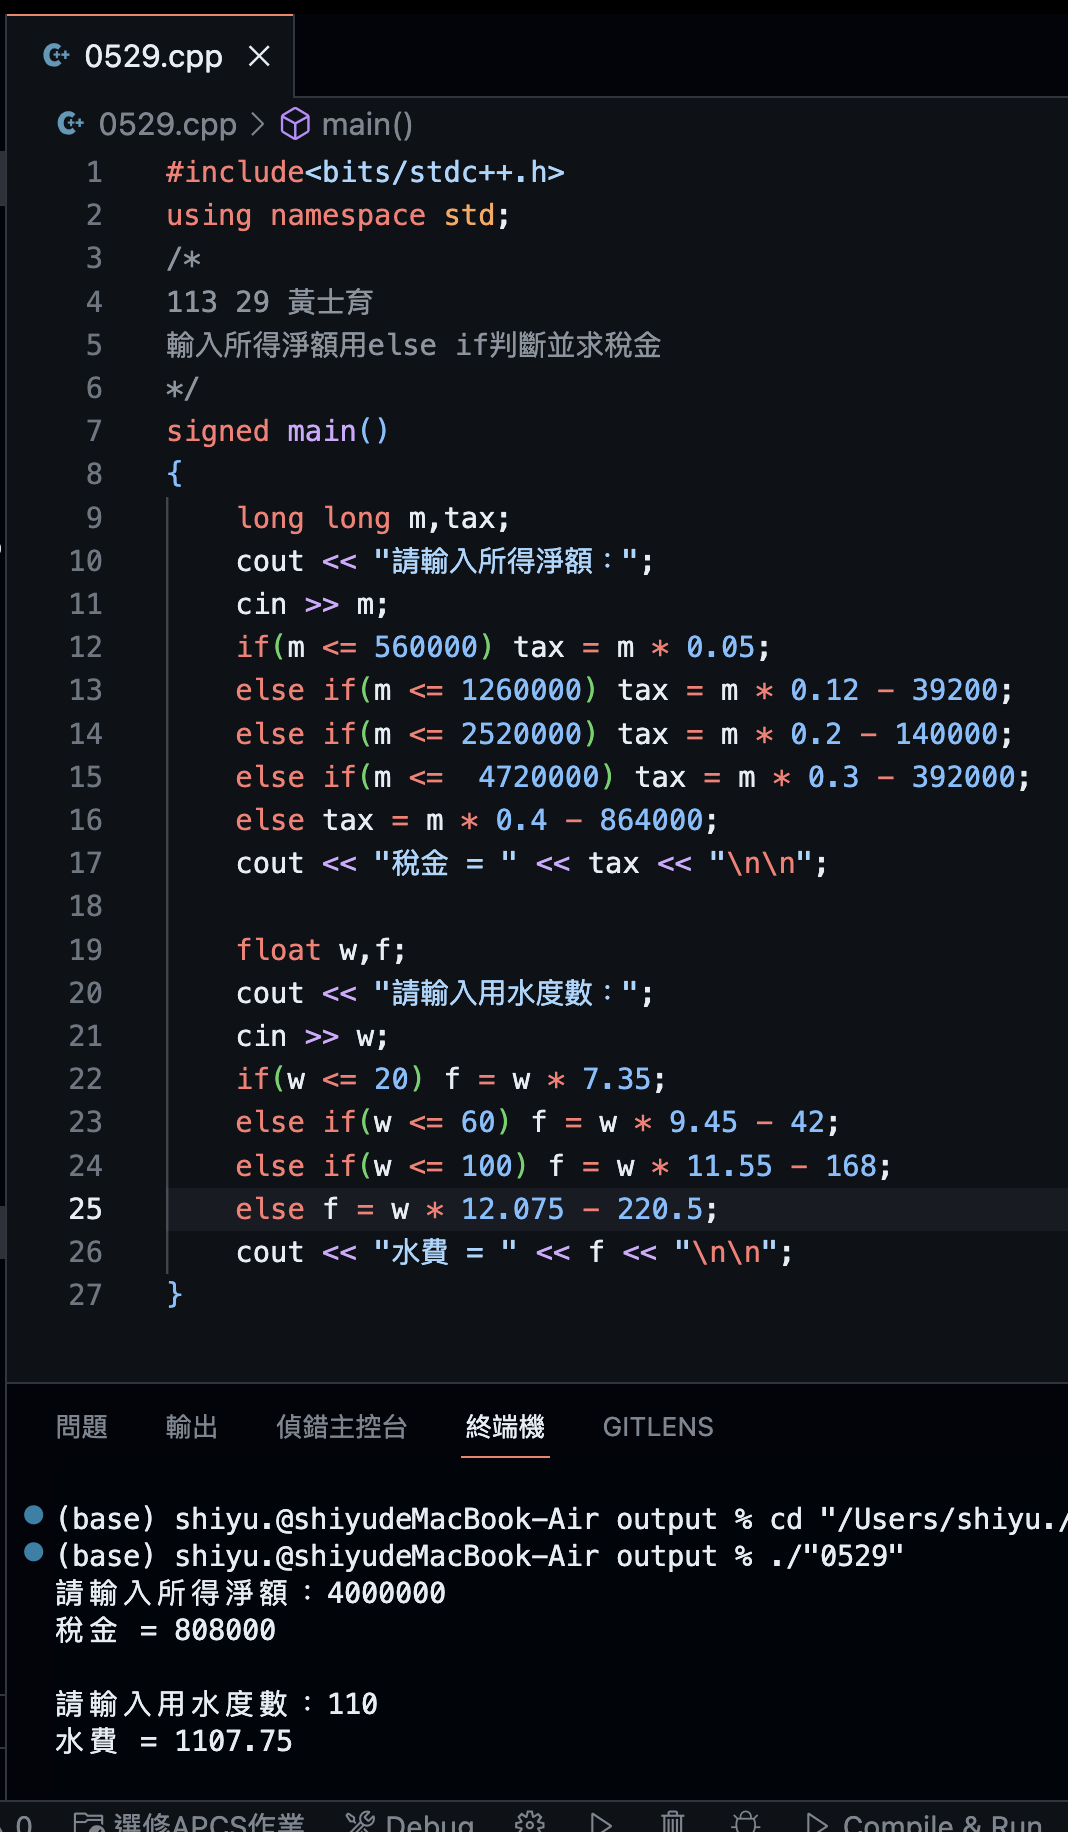 0529.cpp
0529.cpp > main()
1 #include<bits/stdc++.h>
2 using namespace std;
3 /*
4 113 29 黃士育
5 輸入所得淨額用else if判斷並求稅金
6 */
7 signed main()
8 {
9 long long m,tax;
10 cout << "請輸入所得淨額：";
11 cin >> m;
12 if(m <= 560000) tax = m * 0.05;
13 else if(m <= 1260000) tax = m * 0.12 - 39200;
14 else if(m <= 2520000) tax = m * 0.2 - 140000;
15 else if(m <=  4720000) tax = m * 0.3 - 392000;
16 else tax = m * 0.4 - 864000;
17 cout << "稅金 = " << tax << "\n\n";
18
19 float w,f;
20 cout << "請輸入用水度數：";
21 cin >> w;
22 if(w <= 20) f = w * 7.35;
23 else if(w <= 60) f = w * 9.45 - 42;
24 else if(w <= 100) f = w * 11.55 - 168;
25 else f = w * 12.075 - 220.5;
26 cout << "水費 = " << f << "\n\n";
27 }
問題 輸出 偵錯主控台 終端機 GITLENS
(base) shiyu.@shiyudeMacBook-Air output % cd "/Users/shiyu./
(base) shiyu.@shiyudeMacBook-Air output % ./"0529"
請輸入所得淨額：4000000
稅金 = 808000
請輸入用水度數：110
水費 = 1107.75
0 選修APCS作業 Debug Compile & Run